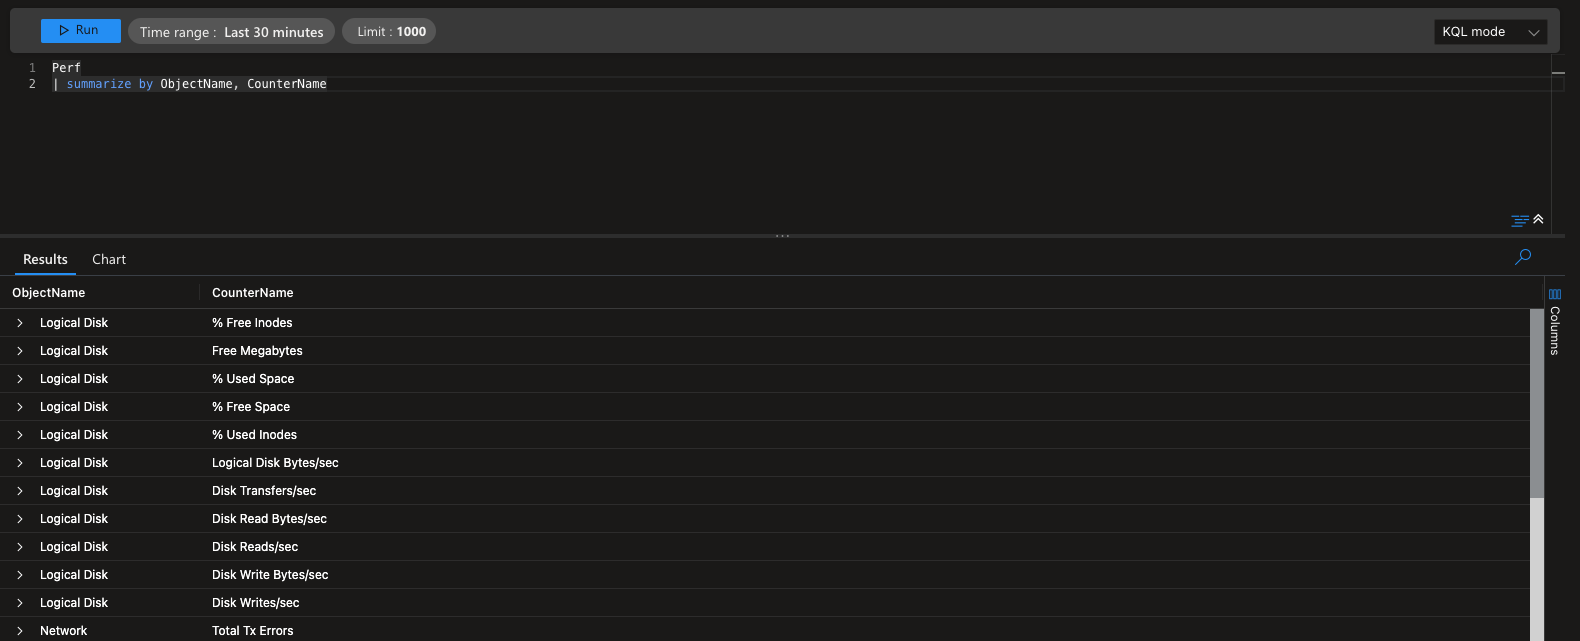 Run
Time range : Last 30 minutes
Limit : 1000
KQL mode
1 Perf
2 | summarize by ObjectName, CounterName
Results
Chart
ObjectName CounterName
Columns
Logical Disk % Free Inodes
Logical Disk Free Megabytes
Logical Disk % Used Space
Logical Disk % Free Space
Logical Disk % Used Inodes
Logical Disk Logical Disk Bytes/sec
Logical Disk Disk Transfers/sec
Logical Disk Disk Read Bytes/sec
Logical Disk Disk Reads/sec
Logical Disk Disk Write Bytes/sec
Logical Disk Disk Writes/sec
Network Total Tx Errors